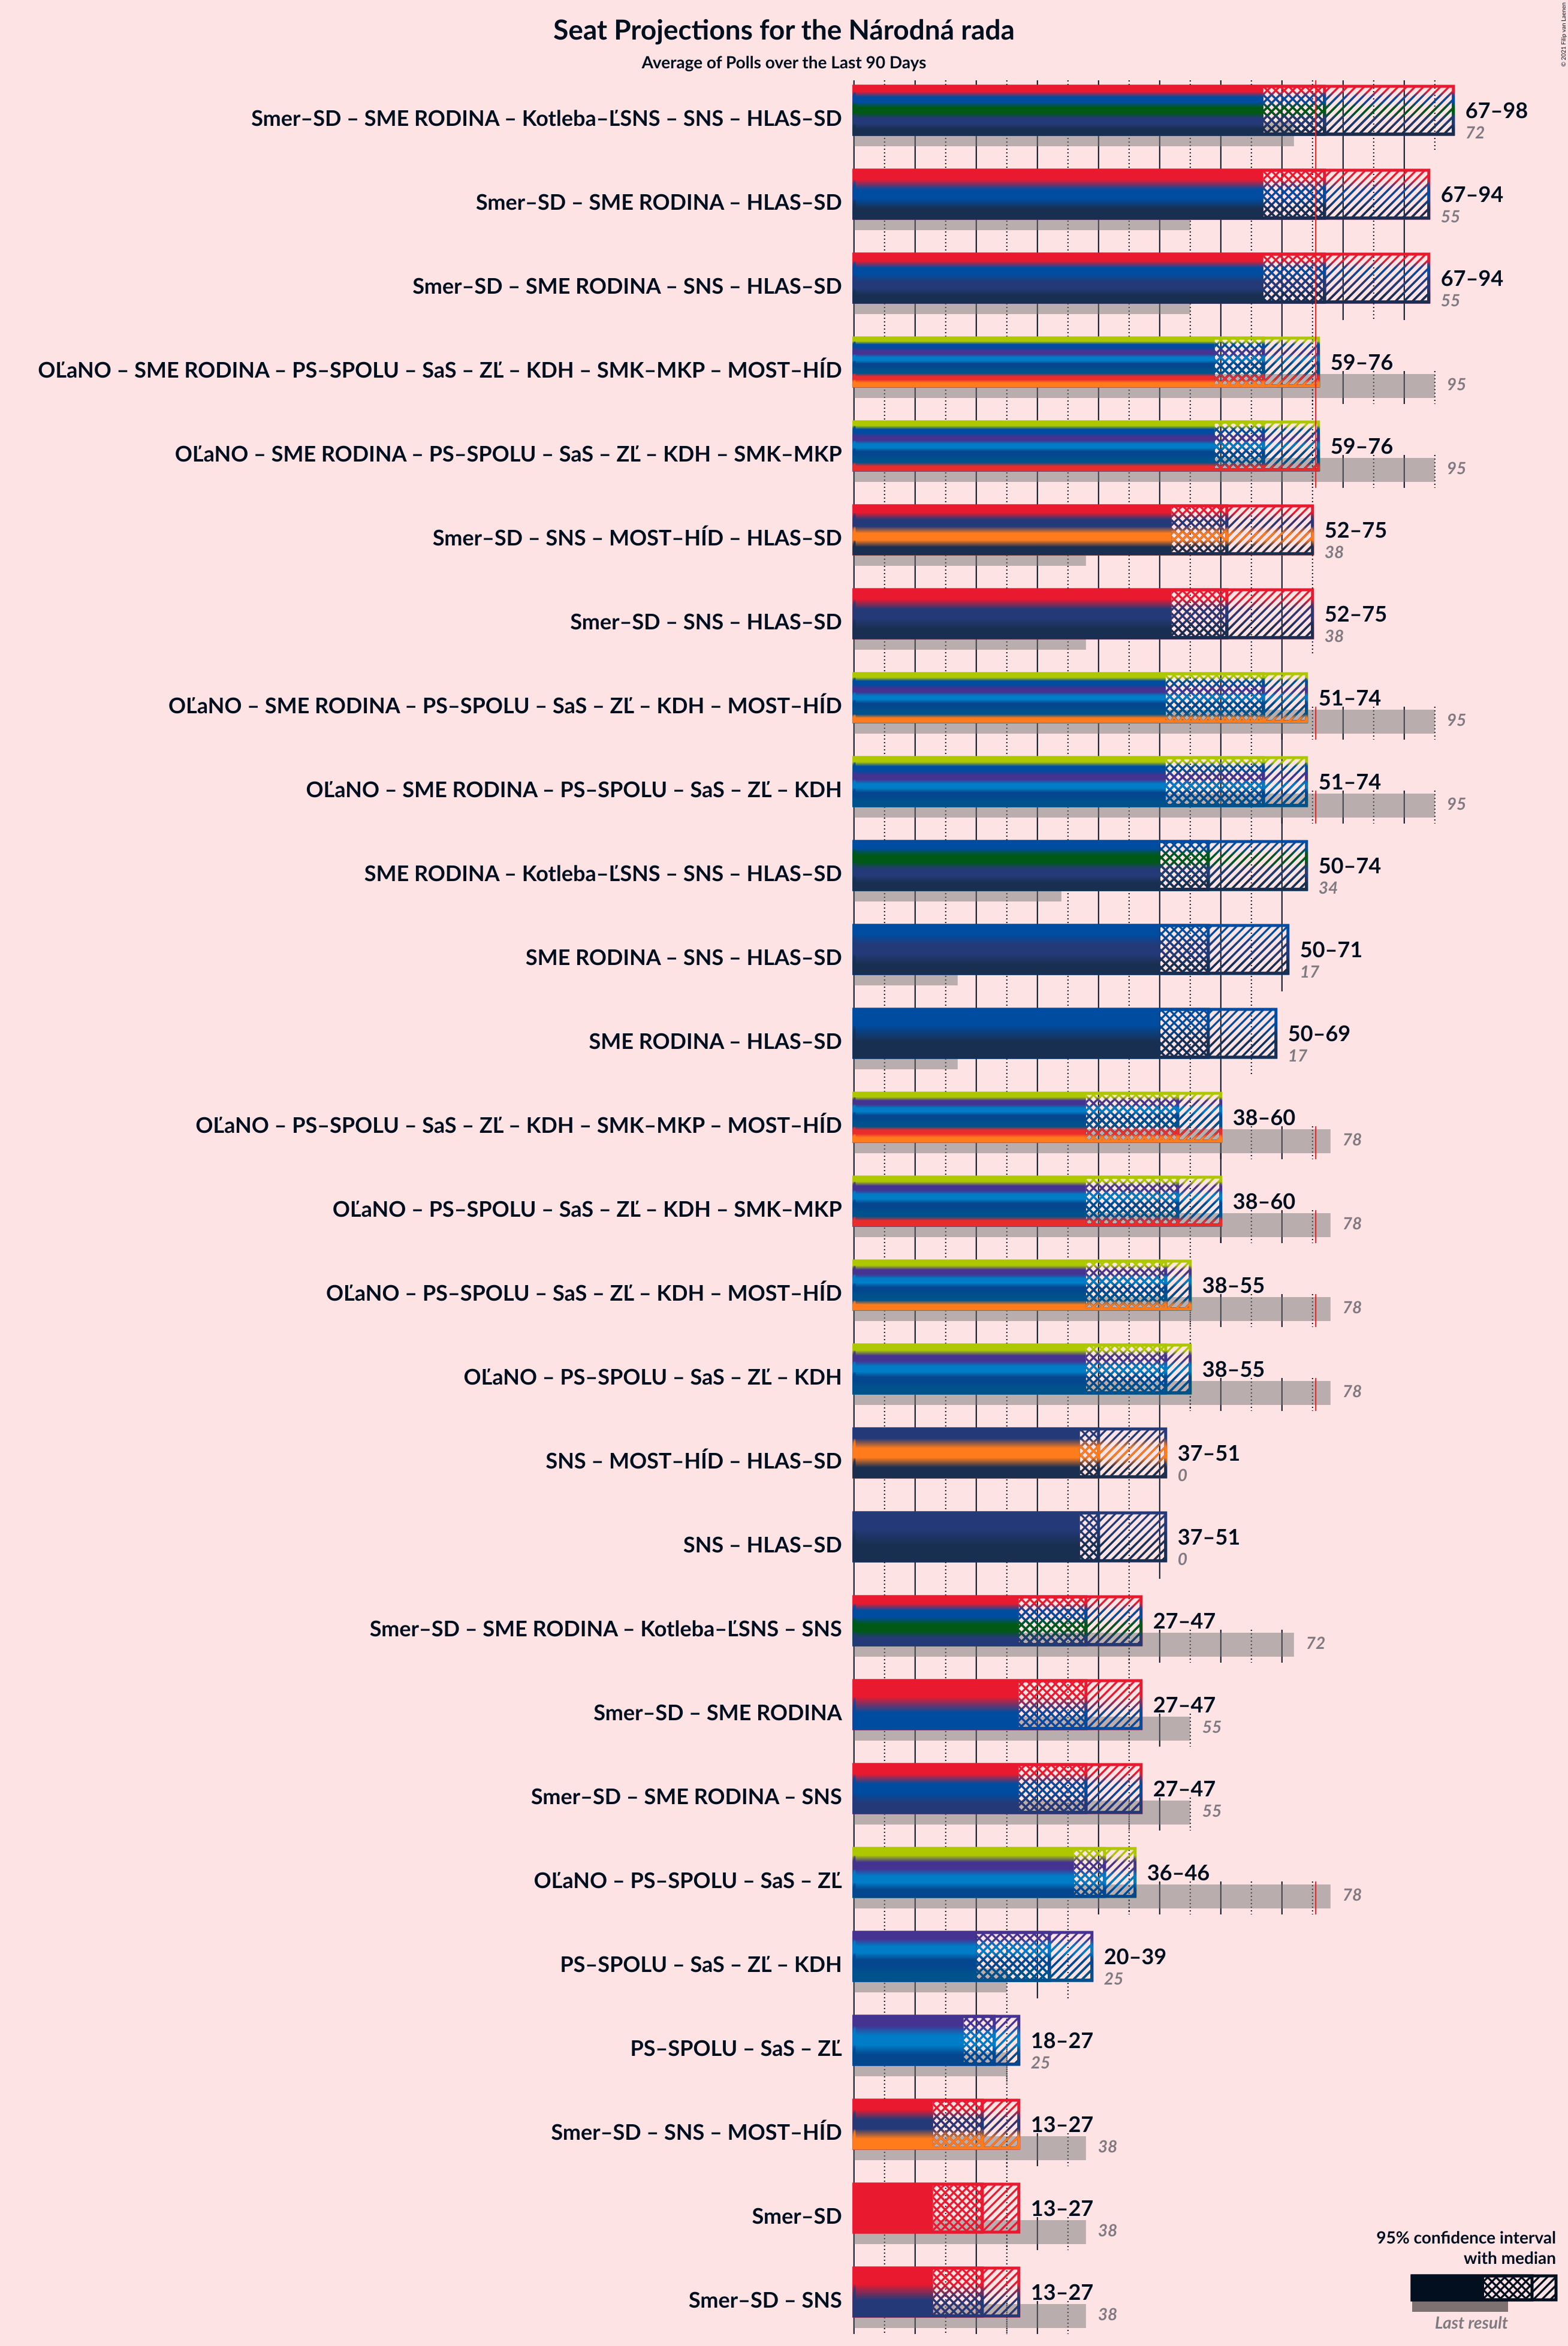 Seat Projections for the Národná rada
Average of Polls over the Last 90 Days
© 2021 Filip van Laenen
Smer–SD – SME RODINA – Kotleba–ĽSNS – SNS – HLAS–SD
67–98
72
Smer–SD – SME RODINA – HLAS–SD
67–94
55
Smer–SD – SME RODINA – SNS – HLAS–SD
67–94
55
OĽaNO – SME RODINA – PS–SPOLU – SaS – ZĽ – KDH – SMK–MKP – MOST–HÍD
59–76
95
OĽaNO – SME RODINA – PS–SPOLU – SaS – ZĽ – KDH – SMK–MKP
59–76
95
Smer–SD – SNS – MOST–HÍD – HLAS–SD
52–75
38
Smer–SD – SNS – HLAS–SD
52–75
38
OĽaNO – SME RODINA – PS–SPOLU – SaS – ZĽ – KDH – MOST–HÍD
51–74
95
OĽaNO – SME RODINA – PS–SPOLU – SaS – ZĽ – KDH
51–74
95
SME RODINA – Kotleba–ĽSNS – SNS – HLAS–SD
50–74
34
SME RODINA – SNS – HLAS–SD
50–71
17
SME RODINA – HLAS–SD
50–69
17
OĽaNO – PS–SPOLU – SaS – ZĽ – KDH – SMK–MKP – MOST–HÍD
38–60
78
OĽaNO – PS–SPOLU – SaS – ZĽ – KDH – SMK–MKP
38–60
78
OĽaNO – PS–SPOLU – SaS – ZĽ – KDH – MOST–HÍD
38–55
78
OĽaNO – PS–SPOLU – SaS – ZĽ – KDH
38–55
78
SNS – MOST–HÍD – HLAS–SD
37–51
0
SNS – HLAS–SD
37–51
0
Smer–SD – SME RODINA – Kotleba–ĽSNS – SNS
27–47
72
Smer–SD – SME RODINA
27–47
55
Smer–SD – SME RODINA – SNS
27–47
55
OĽaNO – PS–SPOLU – SaS – ZĽ
36–46
78
PS–SPOLU – SaS – ZĽ – KDH
20–39
25
PS–SPOLU – SaS – ZĽ
18–27
25
Smer–SD – SNS – MOST–HÍD
13–27
38
Smer–SD
13–27
38
Smer–SD – SNS
13–27
38
95% confidence interval
with median
Last result